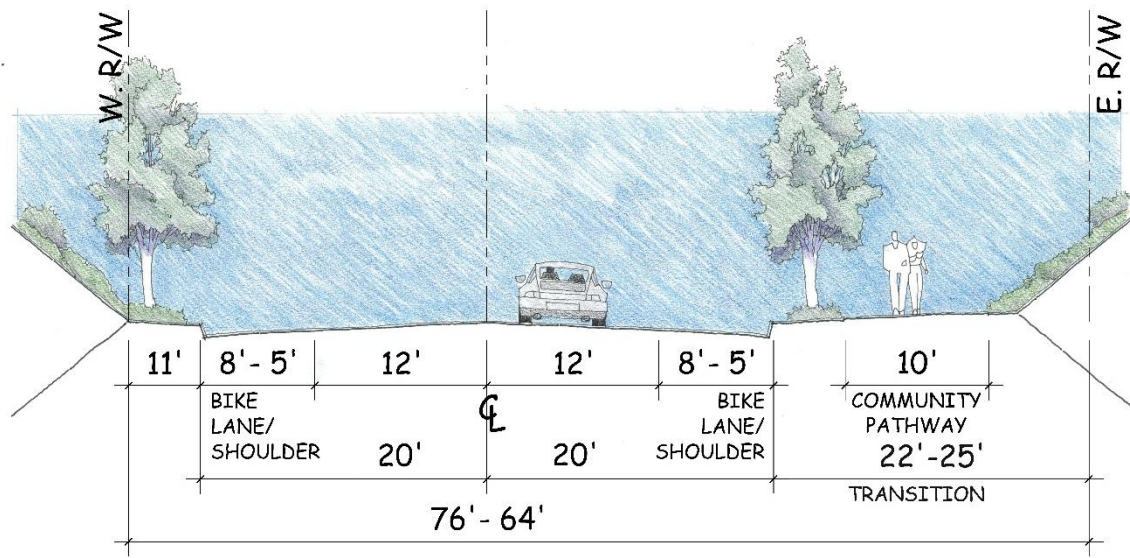 W. R/W
E. R/W
11'
8'- 5'
12'
12'
8'- 5'
10'
BIKE
LANE/
SHOULDER
℄
BIKE
LANE/
SHOULDER
COMMUNITY
PATHWAY
20'
20'
22'-25'
TRANSITION
76'- 64'